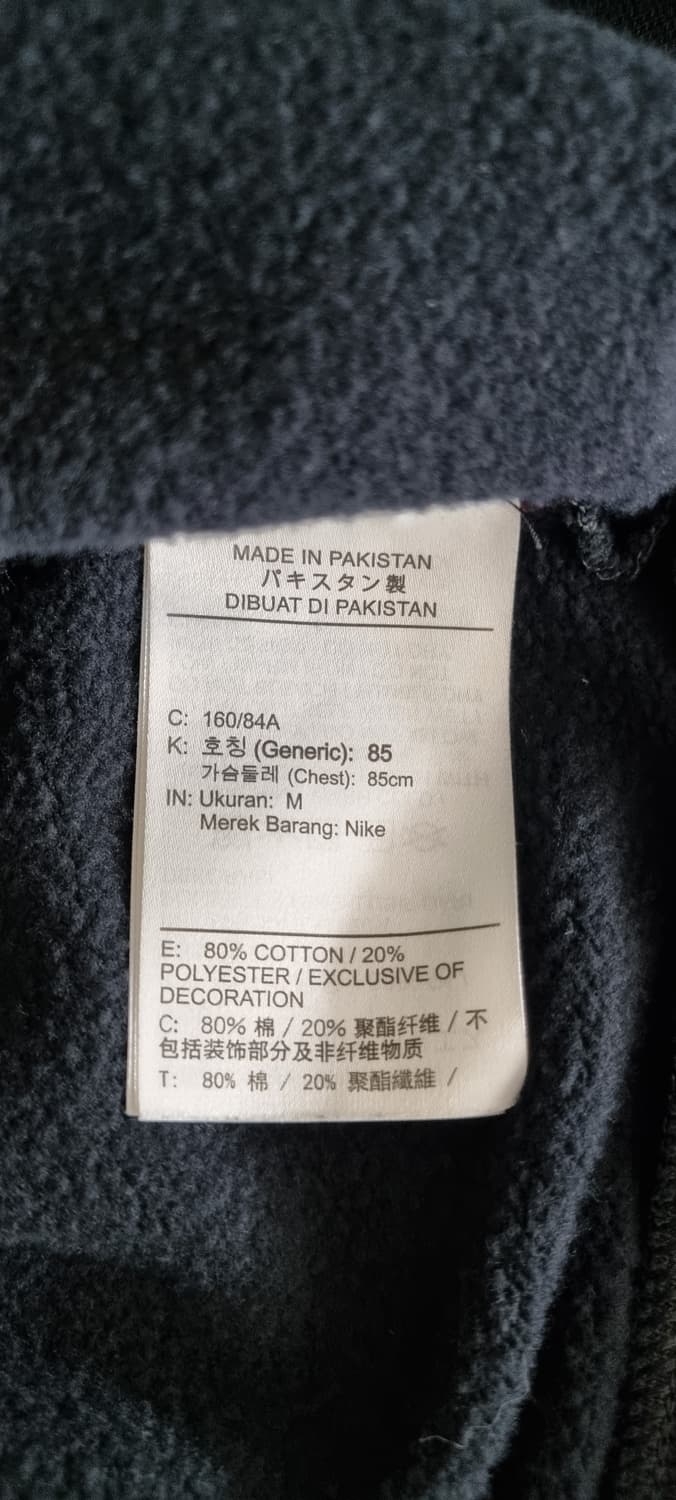 MADE IN PAKISTAN
パキスタン製
DIBUAT DI PAKISTAN
C: 160/84A
K: 호칭 (Generic): 85
가슴둘레 (Chest): 85cm
IN: Ukuran: M
Merek Barang: Nike
E: 80% COTTON / 20%
POLYESTER / EXCLUSIVE OF
DECORATION
C: 80% 棉 / 20% 聚酯纤维 / 不
包括装饰部分及非纤维物质
T: 80% 棉 / 20% 聚酯纖維 /